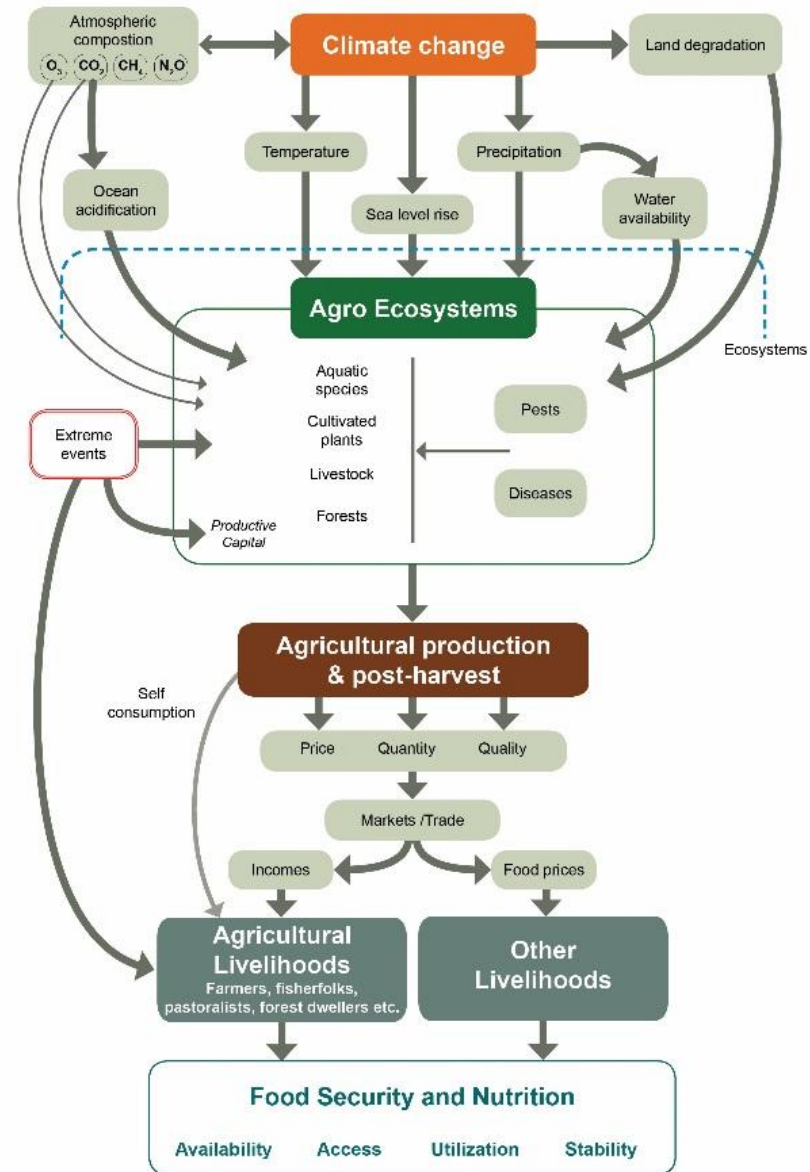 Atmospheric
compostion
O₃ CO₂ CH₄ N₂O
Climate change
Land degradation
Temperature
Precipitation
Ocean
acidification
Sea level rise
Water
availability
Agro Ecosystems
Ecosystems
Aquatic
species
Cultivated
plants
Livestock
Forests
Pests
Diseases
Extreme
events
Productive
Capital
Agricultural production
& post-harvest
Self
consumption
Price Quantity Quality
Markets /Trade
Incomes
Food prices
Agricultural
Livelihoods
Farmers, fisherfolks,
pastoralists, forest dwellers etc.
Other
Livelihoods
Food Security and Nutrition
Availability Access Utilization Stability